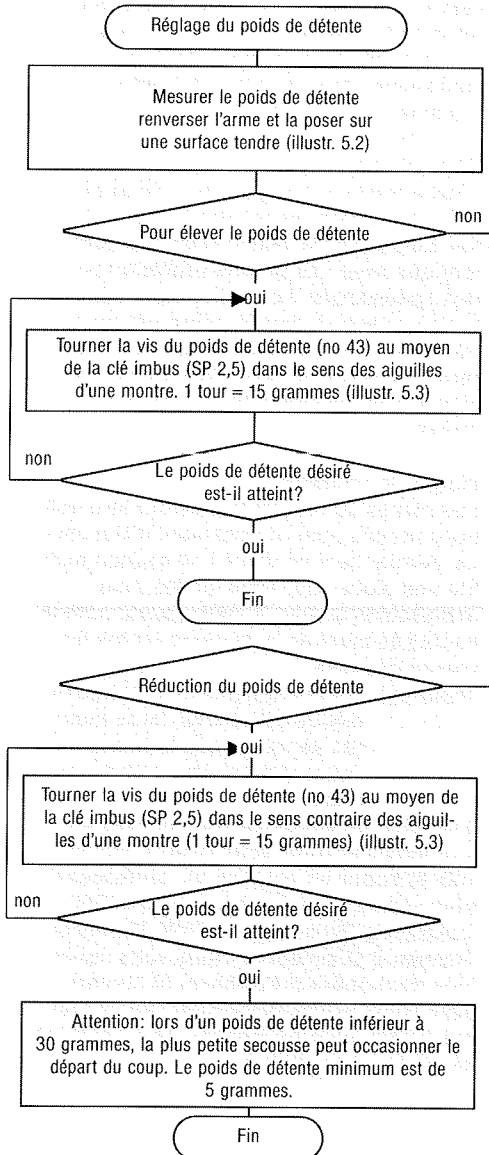 Réglage du poids de détente
Mesurer le poids de détente
renverser l'arme et la poser sur
une surface tendre (illustr. 5.2)
non
Pour élever le poids de détente
oui
Tourner la vis du poids de détente (no 43) au moyen
de la clé imbus (SP 2,5) dans le sens des aiguilles
d'une montre. 1 tour = 15 grammes (illustr. 5.3)
non
Le poids de détente désiré
est-il atteint?
oui
Fin
Réduction du poids de détente
oui
Tourner la vis du poids de détente (no 43) au moyen de
la clé imbus (SP 2,5) dans le sens contraire des aiguil-
les d'une montre (1 tour = 15 grammes) (illustr. 5.3)
non
Le poids de détente désiré
est-il atteint?
oui
Attention: lors d'un poids de détente inférieur à
30 grammes, la plus petite secousse peut occasionner le
départ du coup. Le poids de détente minimum est de
5 grammes.
Fin